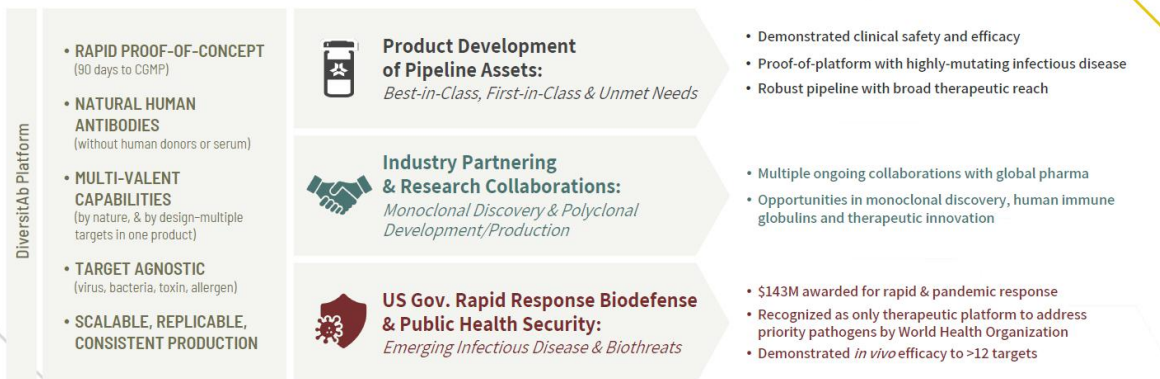 DiversitAb Platform
• RAPID PROOF-OF-CONCEPT
(90 days to CGMP)
• NATURAL HUMAN
ANTIBODIES
(without human donors or serum)
• MULTI-VALENT
CAPABILITIES
(by nature, & by design–multiple
targets in one product)
• TARGET AGNOSTIC
(virus, bacteria, toxin, allergen)
• SCALABLE, REPLICABLE,
CONSISTENT PRODUCTION
Product Development
of Pipeline Assets:
Best-in-Class, First-in-Class & Unmet Needs
• Demonstrated clinical safety and efficacy
• Proof-of-platform with highly-mutating infectious disease
• Robust pipeline with broad therapeutic reach
Industry Partnering
& Research Collaborations:
Monoclonal Discovery & Polyclonal
Development/Production
• Multiple ongoing collaborations with global pharma
• Opportunities in monoclonal discovery, human immune
globulins and therapeutic innovation
US Gov. Rapid Response Biodefense
& Public Health Security:
Emerging Infectious Disease & Biothreats
• $143M awarded for rapid & pandemic response
• Recognized as only therapeutic platform to address
priority pathogens by World Health Organization
• Demonstrated in vivo efficacy to >12 targets